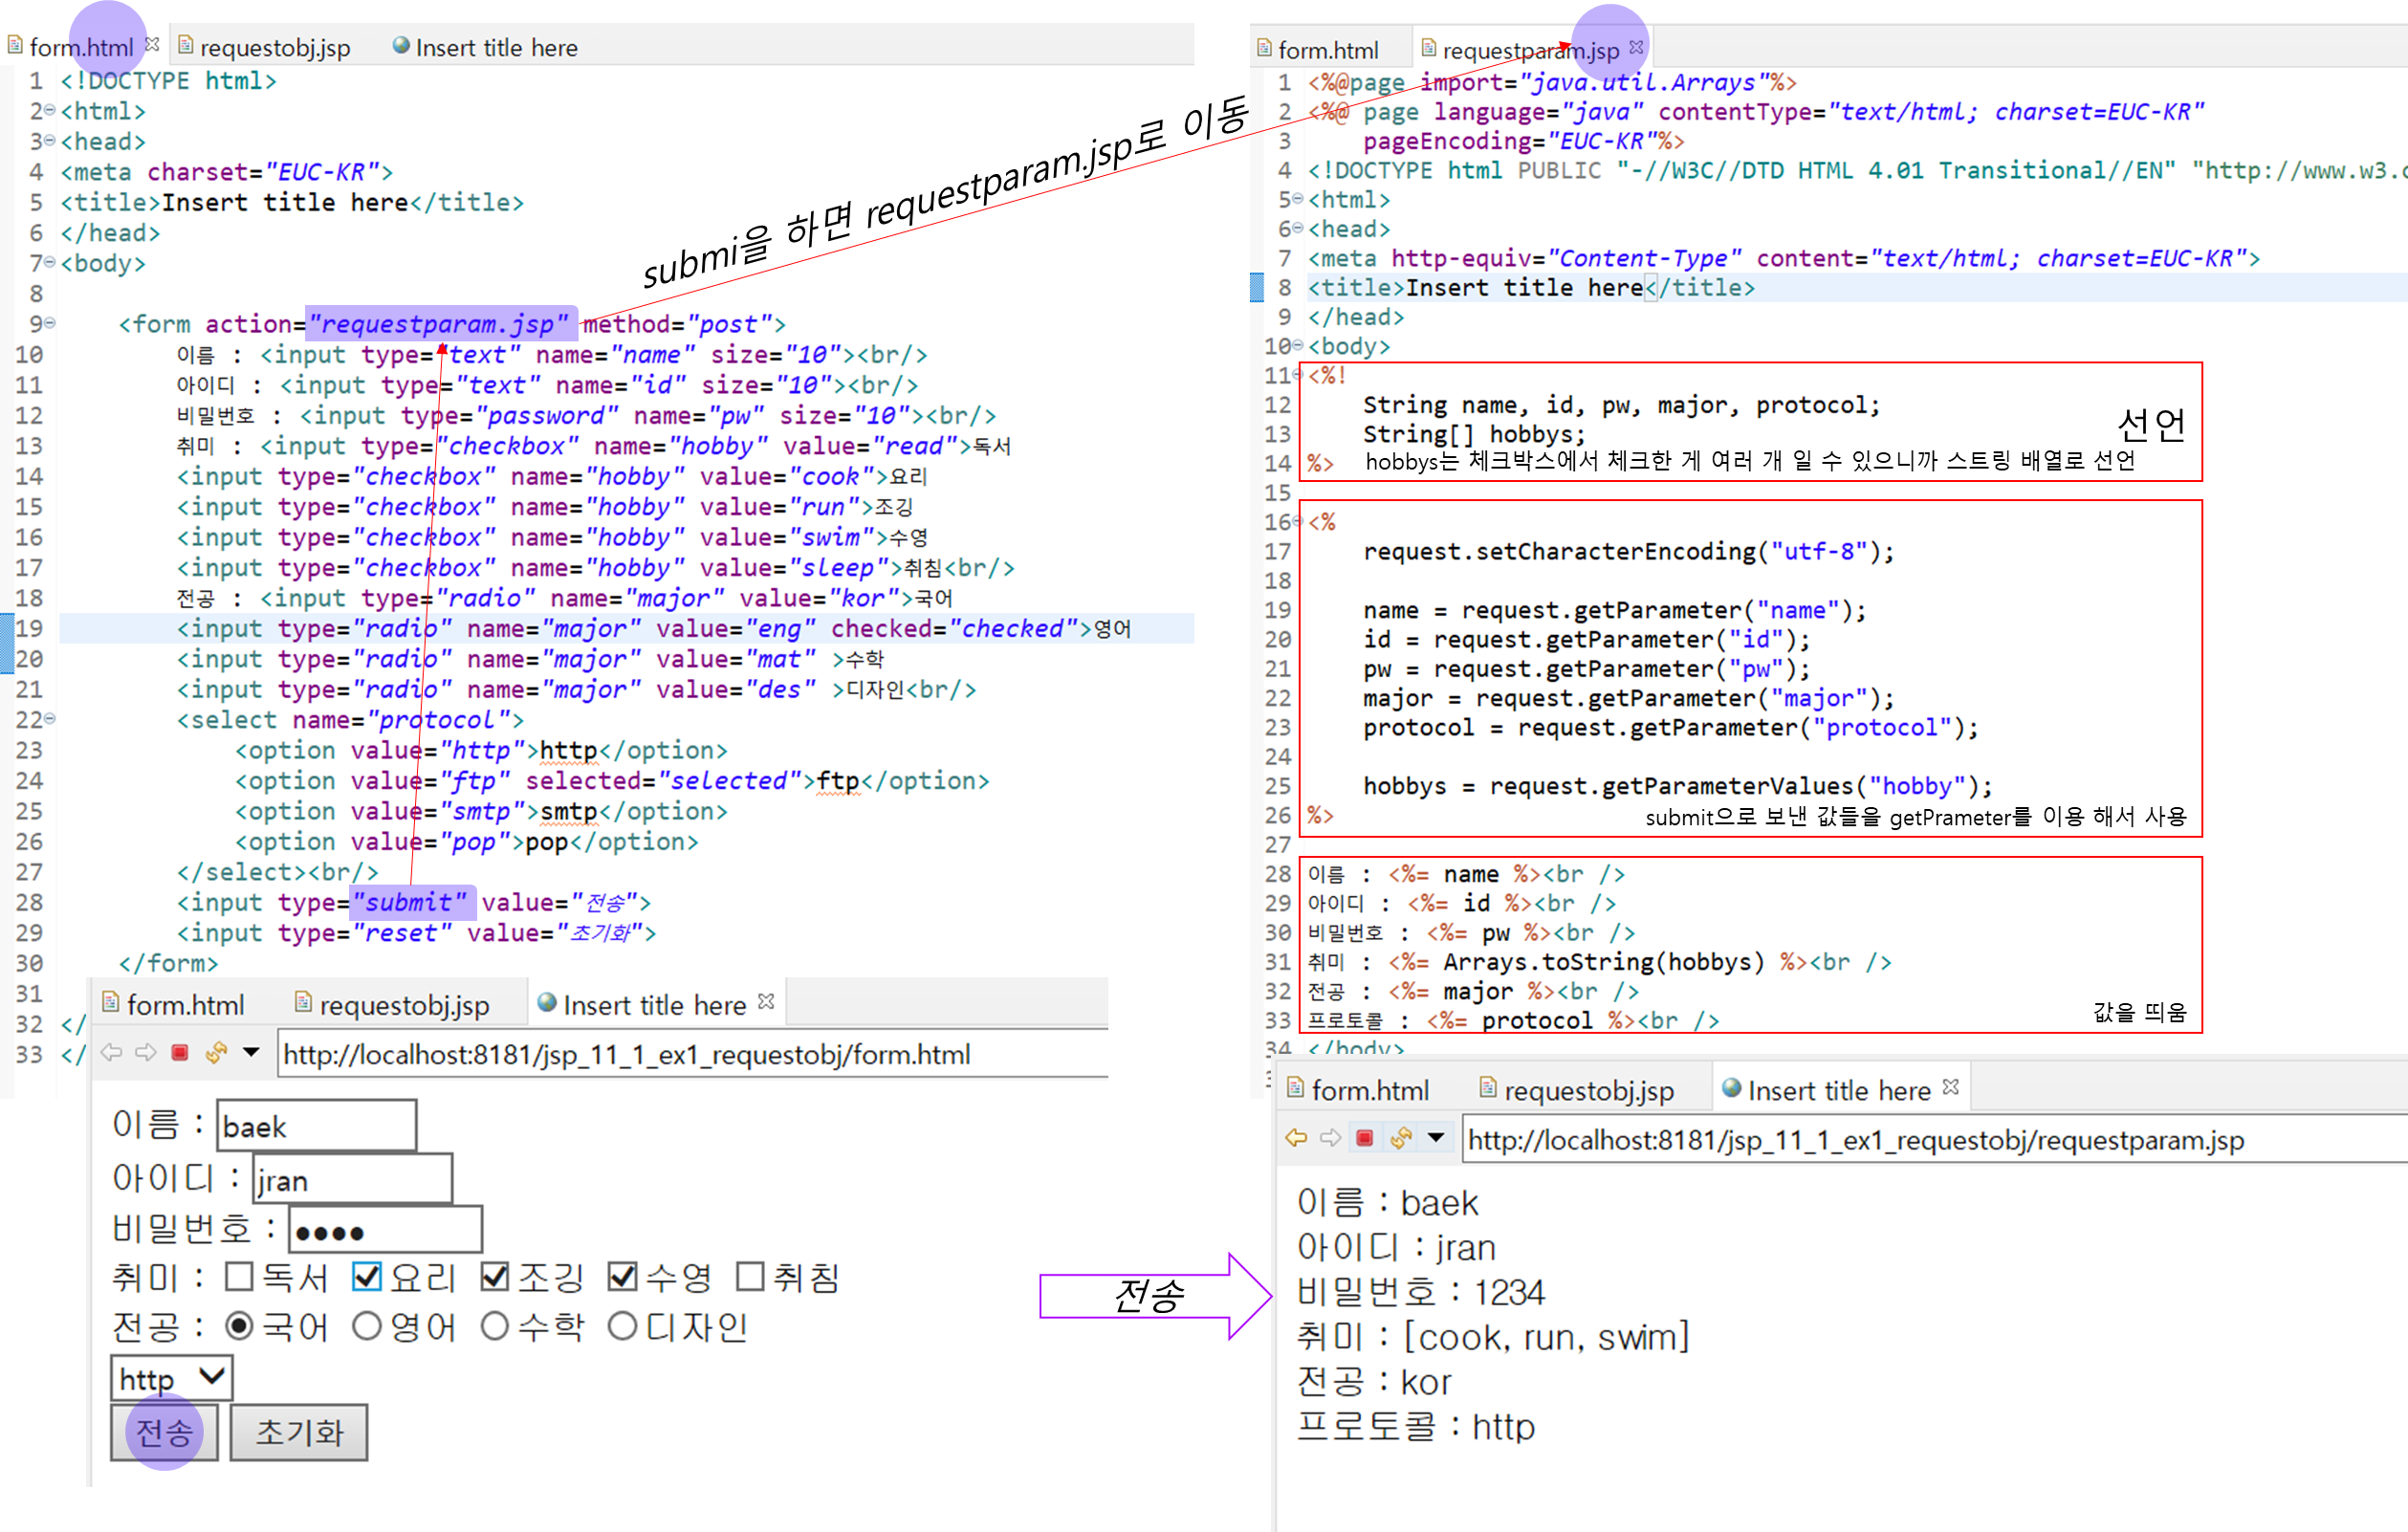 form.html requestobj.jsp Insert title here
1 <!DOCTYPE html>
2 <html>
3 <head>
4 <meta charset="EUC-KR">
5 <title>Insert title here</title>
6 </head>
7 <body>
8
9 <form action="requestparam.jsp" method="post">
10 이름 : <input type="text" name="name" size="10"><br/>
11 아이디 : <input type="text" name="id" size="10"><br/>
12 비밀번호 : <input type="password" name="pw" size="10"><br/>
13 취미 : <input type="checkbox" name="hobby" value="read">독서
14 <input type="checkbox" name="hobby" value="cook">요리
15 <input type="checkbox" name="hobby" value="run">조깅
16 <input type="checkbox" name="hobby" value="swim">수영
17 <input type="checkbox" name="hobby" value="sleep">취침<br/>
18 전공 : <input type="radio" name="major" value="kor">국어
19 <input type="radio" name="major" value="eng" checked="checked">영어
20 <input type="radio" name="major" value="mat" >수학
21 <input type="radio" name="major" value="des" >디자인<br/>
22 <select name="protocol">
23 <option value="http">http</option>
24 <option value="ftp" selected="selected">ftp</option>
25 <option value="smtp">smtp</option>
26 <option value="pop">pop</option>
27 </select><br/>
28 <input type="submit" value="전송">
29 <input type="reset" value="초기화">
30 </form>
31
32 </
33 </
submi을 하면 requestparam.jsp로 이동
form.html requestobj.jsp Insert title here
http://localhost:8181/jsp_11_1_ex1_requestobj/form.html
이름 : baek
아이디 : jran
비밀번호 : ●●●●
취미 : 독서 요리 조깅 수영 취침
전공 : 국어 영어 수학 디자인
http
전송 초기화
전송
form.html requestparam.jsp
1 <%@page import="java.util.Arrays"%>
2 <%@ page language="java" contentType="text/html; charset=EUC-KR"
3 pageEncoding="EUC-KR"%>
4 <!DOCTYPE html PUBLIC "-//W3C//DTD HTML 4.01 Transitional//EN" "http://www.w3.
5 <html>
6 <head>
7 <meta http-equiv="Content-Type" content="text/html; charset=EUC-KR">
8 <title>Insert title here</title>
9 </head>
10 <body>
11 <%!
12 String name, id, pw, major, protocol;
선언
13 String[] hobbys;
14 %> hobbys는 체크박스에서 체크한 게 여러 개 일 수 있으니까 스트링 배열로 선언
15
16 <%
17 request.setCharacterEncoding("utf-8");
18
19 name = request.getParameter("name");
20 id = request.getParameter("id");
21 pw = request.getParameter("pw");
22 major = request.getParameter("major");
23 protocol = request.getParameter("protocol");
24
25 hobbys = request.getParameterValues("hobby");
26 %> submit으로 보낸 값들을 getPrameter를 이용 해서 사용
27
28 이름 : <%= name %><br />
29 아이디 : <%= id %><br />
30 비밀번호 : <%= pw %><br />
31 취미 : <%= Arrays.toString(hobbys) %><br />
32 전공 : <%= major %><br />
33 프로토콜 : <%= protocol %><br />
값을 띄움
34 </body>
form.html requestobj.jsp Insert title here
http://localhost:8181/jsp_11_1_ex1_requestobj/requestparam.jsp
이름 : baek
아이디 : jran
비밀번호 : 1234
취미 : [cook, run, swim]
전공 : kor
프로토콜 : http